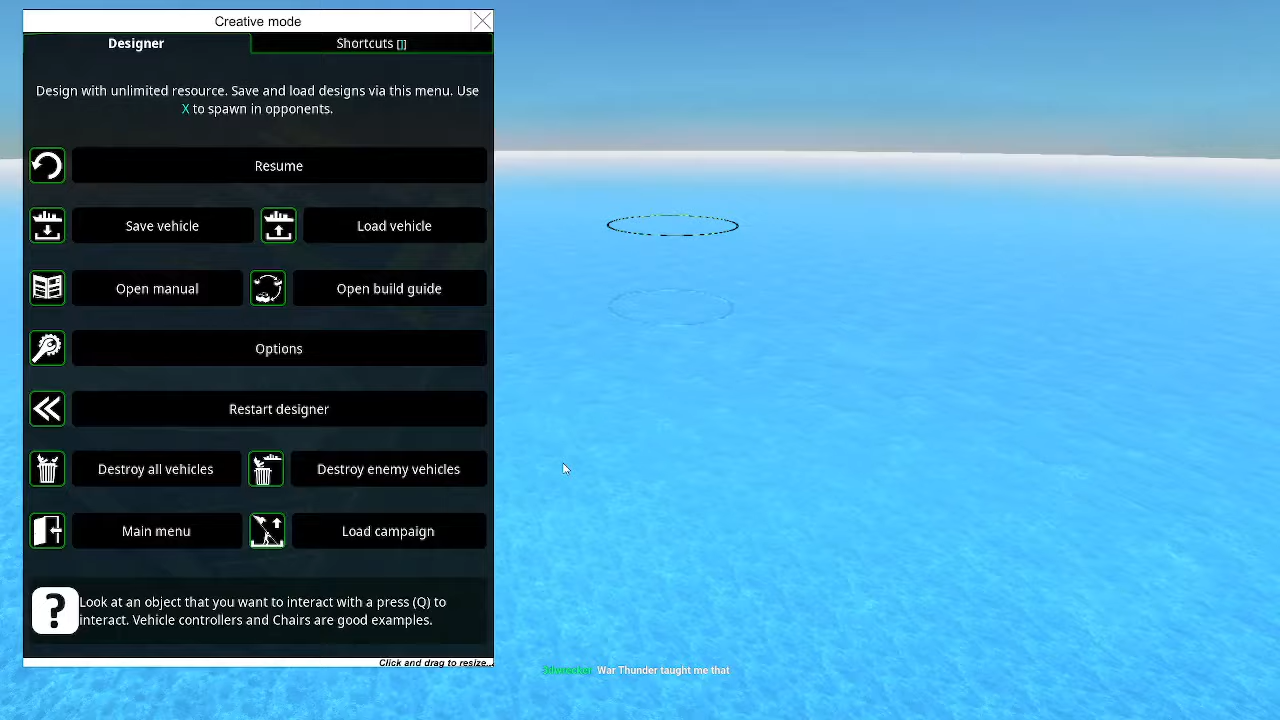 Creative mode
Designer
Shortcuts []]
Design with unlimited resource. Save and load designs via this menu. Use
X to spawn in opponents.
Resume
Save vehicle
Load vehicle
Open manual
Open build guide
Options
Restart designer
Destroy all vehicles
Destroy enemy vehicles
Main menu
Load campaign
?
Look at an object that you want to interact with a press (Q) to
interact. Vehicle controllers and Chairs are good examples.
Click and drag to resize...
War Thunder taught me that